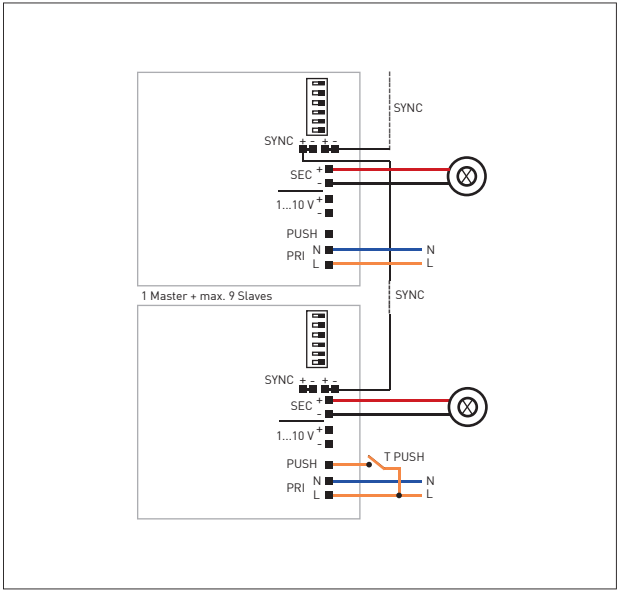 SYNC
SYNC + - + -
SEC +
-
1...10 V +
-
PUSH
PRI N N
L L
1 Master + max. 9 Slaves
SYNC
SYNC + - + -
SEC +
-
1...10 V +
-
PUSH T PUSH
PRI N N
L L